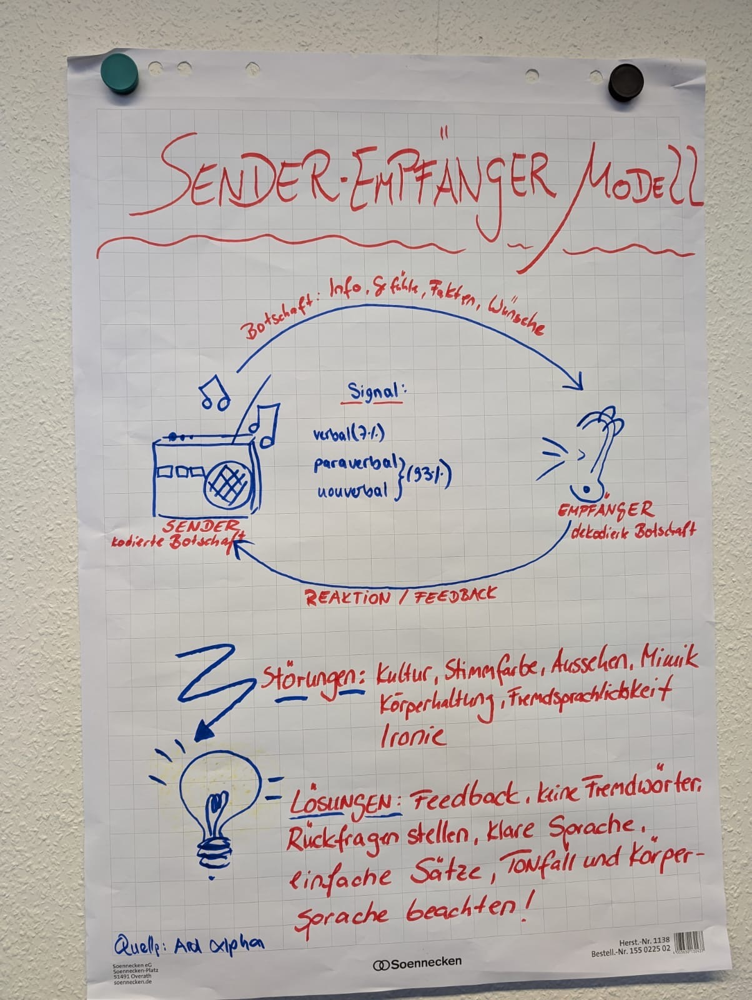 SENDER-EMPFÄNGER MODELL
Botschaft: Info, Gefühle, Fakten, Wünsche
Signal:
verbal (7%)
paraverbal
nonverbal
(93%)
SENDER
kodierte Botschaft
EMPFÄNGER
dekodierte Botschaft
REAKTION / FEEDBACK
Störungen: Kultur, Stimmfarbe, Aussehen, Mimik
Körperhaltung, Fremdsprachlichkeit
Ironie
LÖSUNGEN: Feedback, keine Fremdwörter,
Rückfragen stellen, klare Sprache,
einfache Sätze, Tonfall und Körper-
sprache beachten!
Quelle: Ard
Soennecken eG
Soennecken-Platz
51491 Overath
soennecken.de
Soennecken
Herst.-Nr. 1138
Bestell.-Nr. 155 0225 02